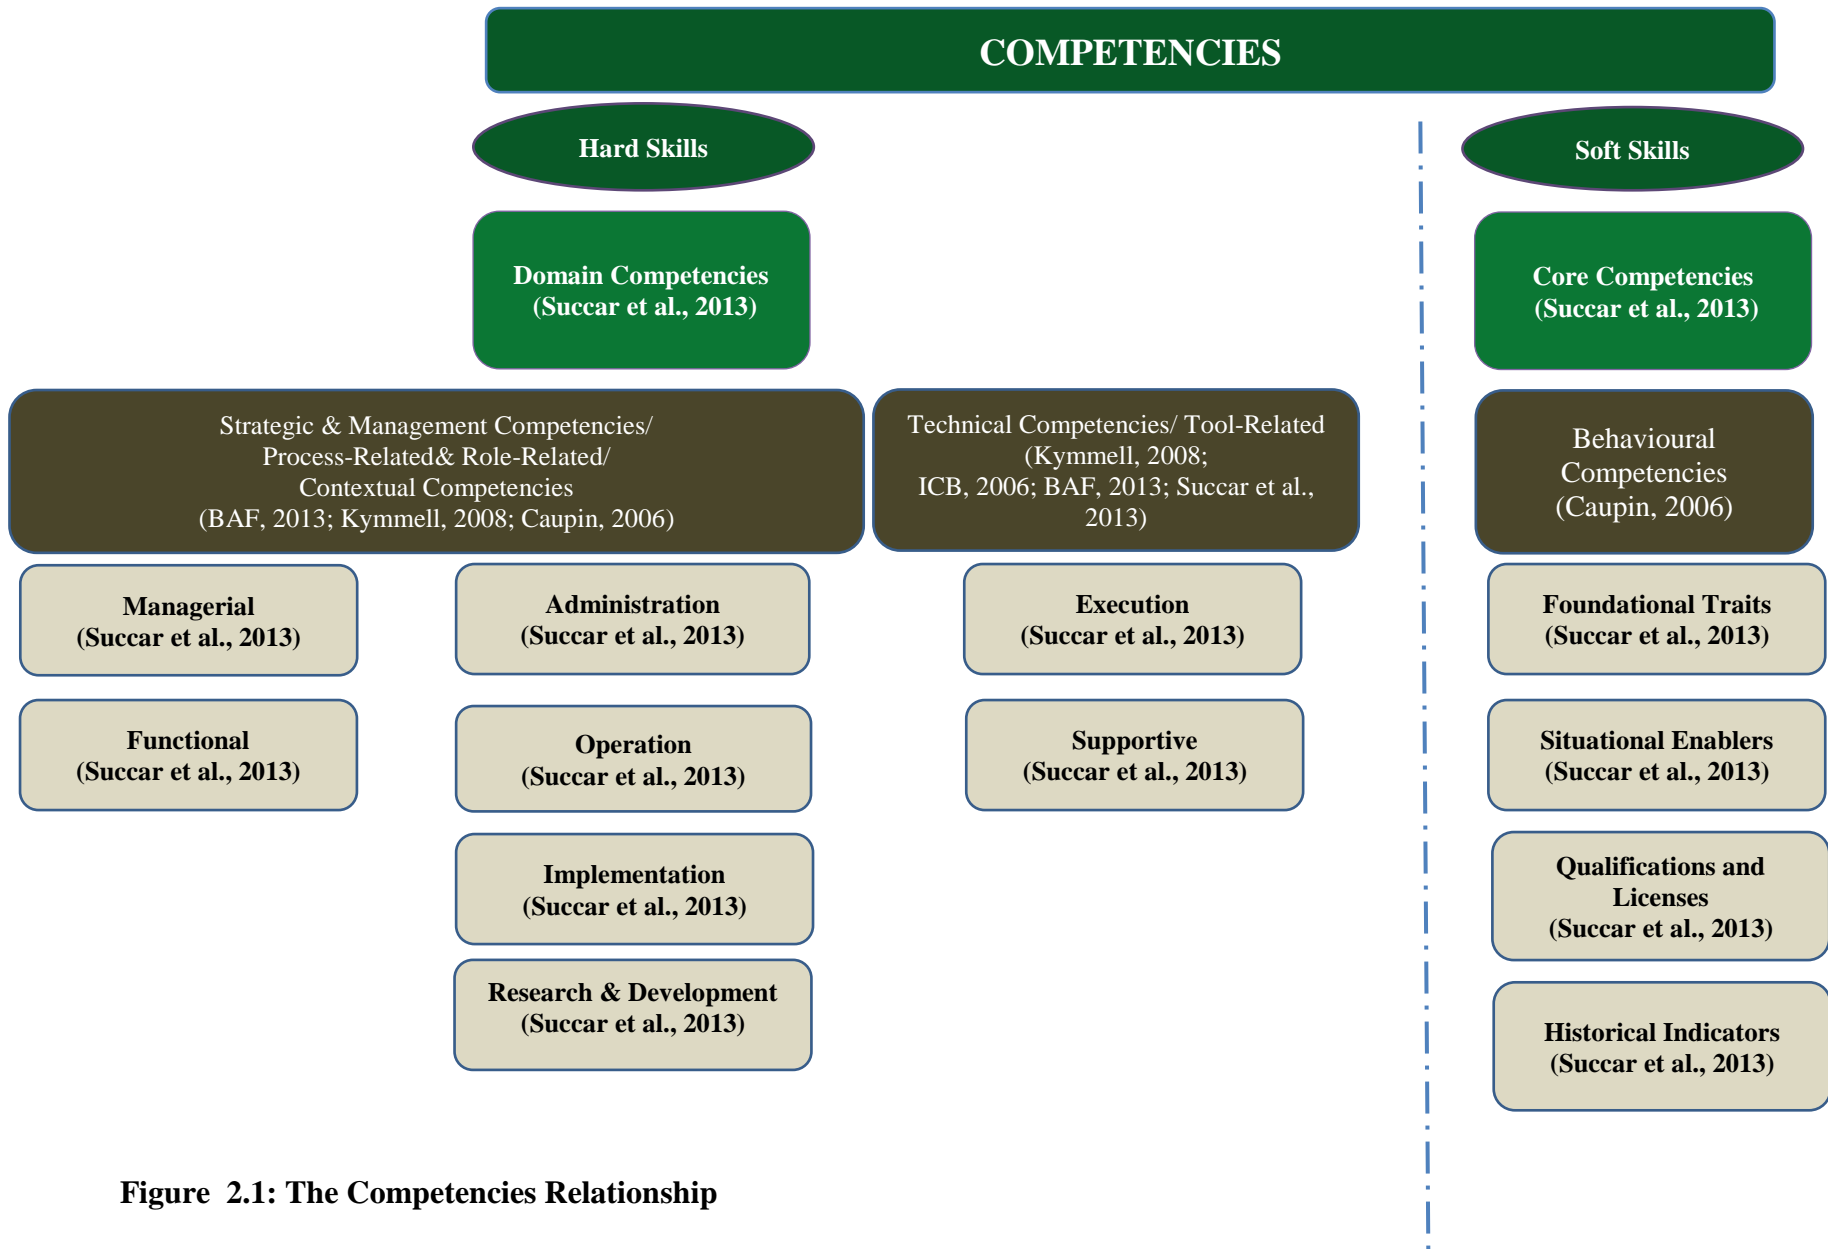 COMPETENCIES
Hard Skills
Soft Skills
Domain Competencies
(Succar et al., 2013)
Core Competencies
(Succar et al., 2013)
Strategic & Management Competencies/
Process-Related& Role-Related/
Contextual Competencies
(BAF, 2013; Kymmell, 2008; Caupin, 2006)
Technical Competencies/ Tool-Related
(Kymmell, 2008;
ICB, 2006; BAF, 2013; Succar et al.,
2013)
Behavioural
Competencies
(Caupin, 2006)
Managerial
(Succar et al., 2013)
Administration
(Succar et al., 2013)
Execution
(Succar et al., 2013)
Foundational Traits
(Succar et al., 2013)
Functional
(Succar et al., 2013)
Operation
(Succar et al., 2013)
Supportive
(Succar et al., 2013)
Situational Enablers
(Succar et al., 2013)
Implementation
(Succar et al., 2013)
Qualifications and
Licenses
(Succar et al., 2013)
Research & Development
(Succar et al., 2013)
Historical Indicators
(Succar et al., 2013)
Figure  2.1: The Competencies Relationship